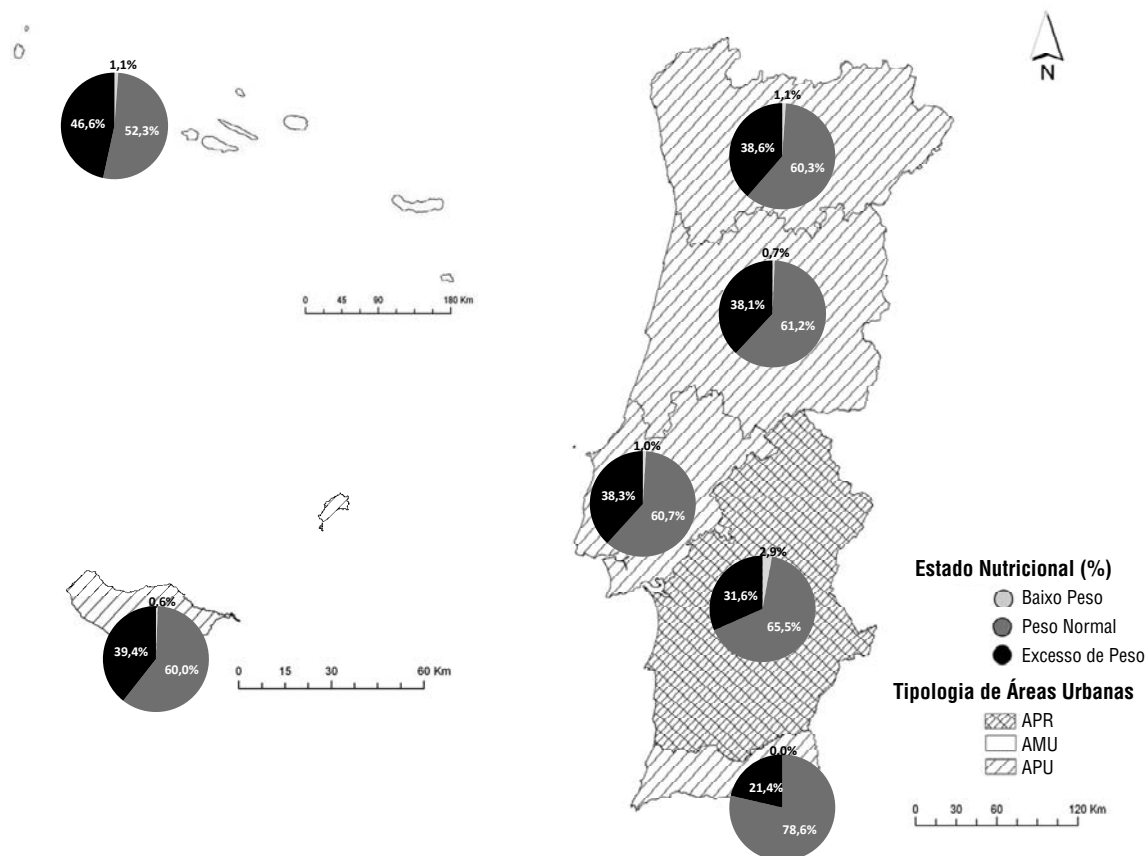 1,1%
46,6%
52,3%
0 45 90 180 Km
N
1,1%
38,6%
60,3%
0,7%
38,1%
61,2%
1,0%
38,3%
60,7%
2,9%
31,6%
65,5%
0,6%
39,4%
60,0%
0 15 30 60 Km
0,0%
21,4%
78,6%
Estado Nutricional (%)
Baixo Peso
Peso Normal
Excesso de Peso
Tipologia de Áreas Urbanas
APR
AMU
APU
0 30 60 120 Km